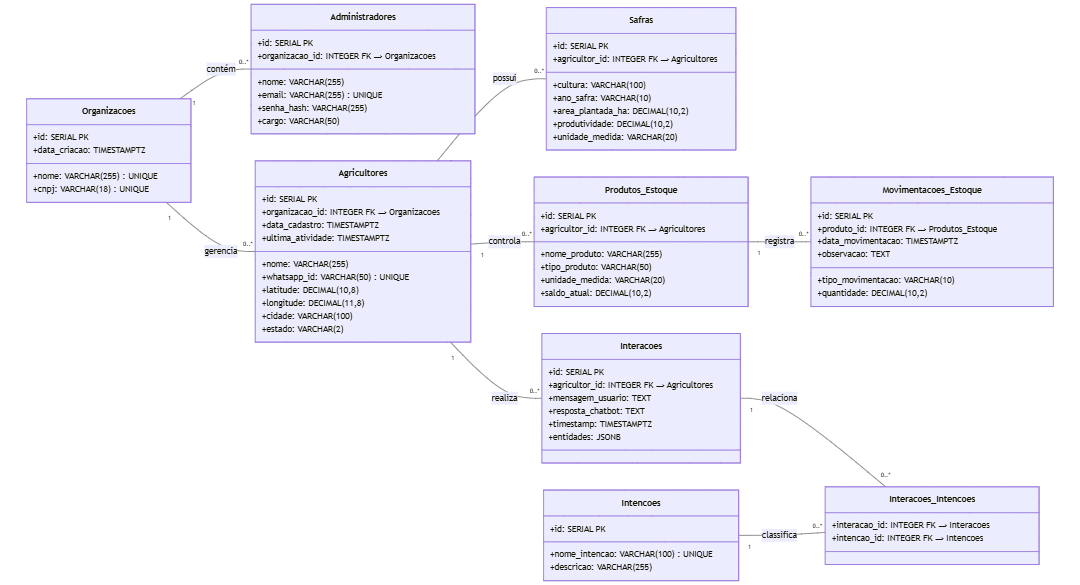 Administradores
+id: SERIAL PK
+organizacao_id: INTEGER FK → Organizacoes
+nome: VARCHAR(255)
+email: VARCHAR(255) : UNIQUE
+senha_hash: VARCHAR(255)
+cargo: VARCHAR(50)
Safras
+id: SERIAL PK
+agricultor_id: INTEGER FK → Agricultores
+cultura: VARCHAR(100)
+ano_safra: VARCHAR(10)
+area_plantada_ha: DECIMAL(10,2)
+produtividade: DECIMAL(10,2)
+unidade_medida: VARCHAR(20)
contém
1
0..*
possui
0..*
Organizacoes
+id: SERIAL PK
+data_criacao: TIMESTAMPTZ
+nome: VARCHAR(255) : UNIQUE
+cnpj: VARCHAR(18) : UNIQUE
gerencia
1
0..*
Agricultores
+id: SERIAL PK
+organizacao_id: INTEGER FK → Organizacoes
+data_cadastro: TIMESTAMPTZ
+ultima_atividade: TIMESTAMPTZ
+nome: VARCHAR(255)
+whatsapp_id: VARCHAR(50) : UNIQUE
+latitude: DECIMAL(10,8)
+longitude: DECIMAL(11,8)
+cidade: VARCHAR(100)
+estado: VARCHAR(2)
controla
1
0..*
Produtos_Estoque
+id: SERIAL PK
+agricultor_id: INTEGER FK → Agricultores
+nome_produto: VARCHAR(255)
+tipo_produto: VARCHAR(50)
+unidade_medida: VARCHAR(20)
+saldo_atual: DECIMAL(10,2)
registra
1
0..*
Movimentacoes_Estoque
+id: SERIAL PK
+produto_id: INTEGER FK → Produtos_Estoque
+data_movimentacao: TIMESTAMPTZ
+observacao: TEXT
+tipo_movimentacao: VARCHAR(10)
+quantidade: DECIMAL(10,2)
realiza
1
0..*
Interacoes
+id: SERIAL PK
+agricultor_id: INTEGER FK → Agricultores
+mensagem_usuario: TEXT
+resposta_chatbot: TEXT
+timestamp: TIMESTAMPTZ
+entidades: JSONB
relaciona
1
0..*
Intencoes
+id: SERIAL PK
+nome_intencao: VARCHAR(100) : UNIQUE
+descricao: VARCHAR(255)
classifica
1
0..*
Interacoes_Intencoes
+interacao_id: INTEGER FK → Interacoes
+intencao_id: INTEGER FK → Intencoes